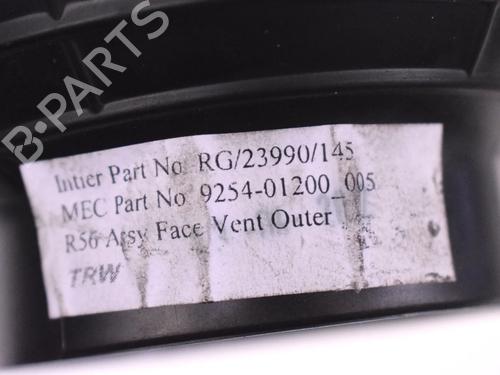 B-PARTS
Intier Part No RG/23990/145
MEC Part No 9254-01200_005
R56 Assy Face Vent Outer
TRW